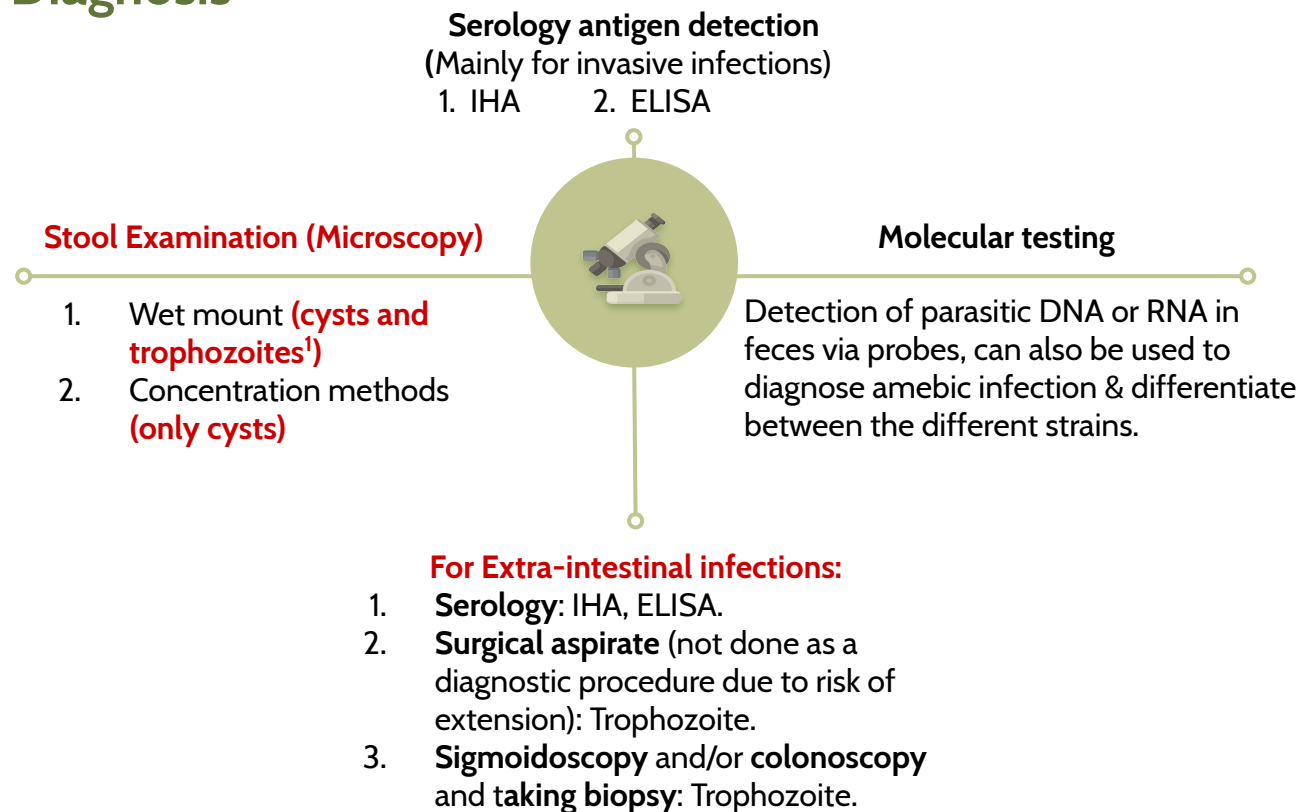 Diagnosis
Serology antigen detection
(Mainly for invasive infections)
1. IHA 2. ELISA
Stool Examination (Microscopy)
1. Wet mount (cysts and
trophozoites¹)
2. Concentration methods
(only cysts)
Molecular testing
Detection of parasitic DNA or RNA in
feces via probes, can also be used to
diagnose amebic infection & differentiate
between the different strains.
For Extra-intestinal infections:
1. Serology: IHA, ELISA.
2. Surgical aspirate (not done as a
diagnostic procedure due to risk of
extension): Trophozoite.
3. Sigmoidoscopy and/or colonoscopy
and taking biopsy: Trophozoite.